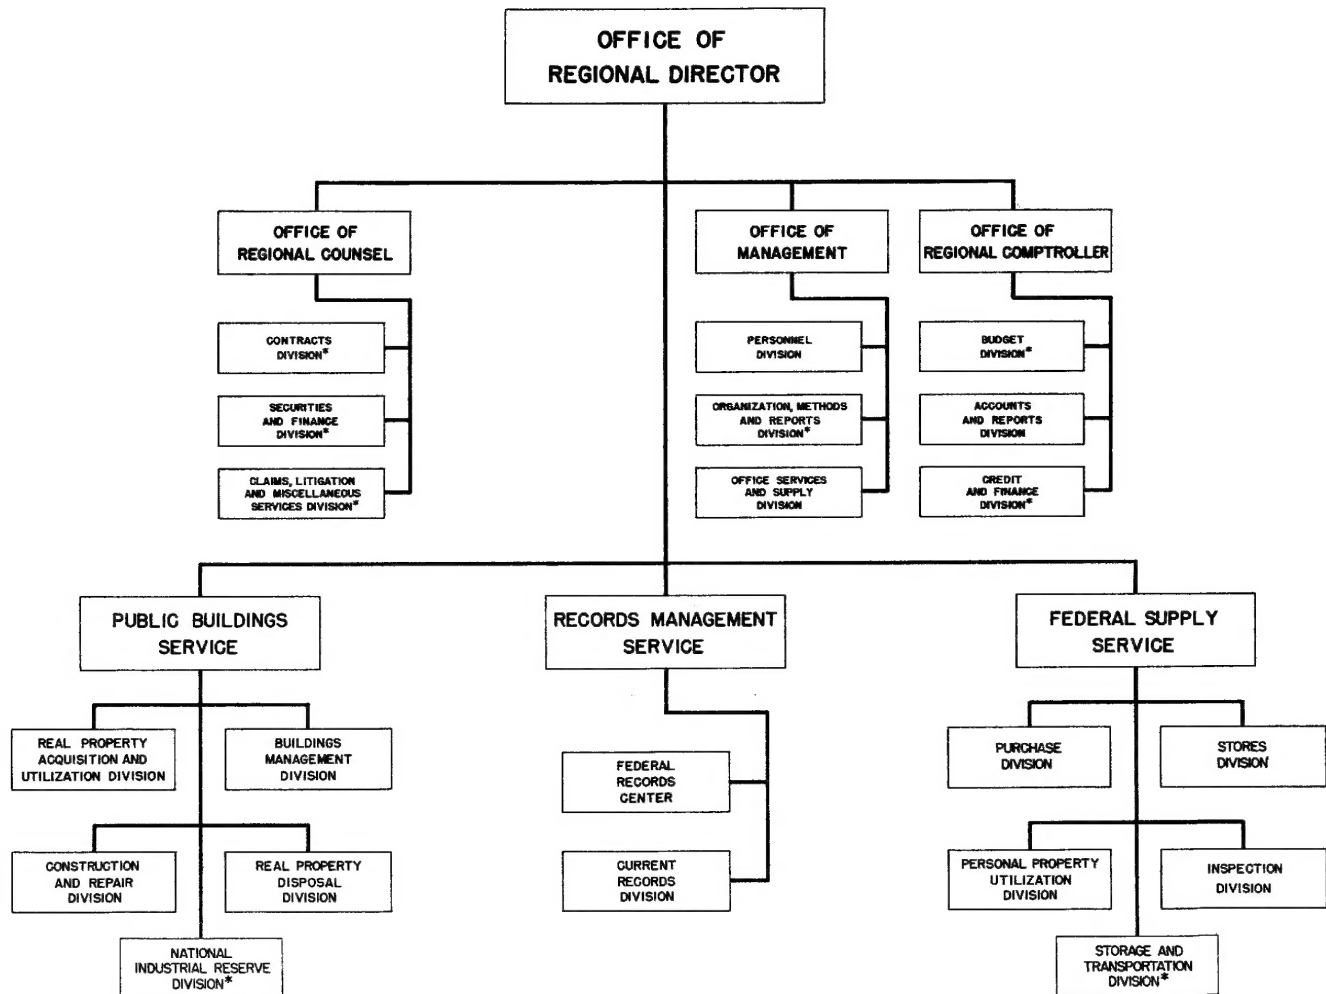 OFFICE OF
REGIONAL DIRECTOR
OFFICE OF
REGIONAL COUNSEL
OFFICE OF
MANAGEMENT
OFFICE OF
REGIONAL COMPTROLLER
CONTRACTS
DIVISION*
SECURITIES
AND FINANCE
DIVISION*
CLAIMS, LITIGATION
AND MISCELLANEOUS
SERVICES DIVISION*
PERSONNEL
DIVISION
ORGANIZATION, METHODS
AND REPORTS
DIVISION*
OFFICE SERVICES
AND SUPPLY
DIVISION
BUDGET
DIVISION*
ACCOUNTS
AND REPORTS
DIVISION
CREDIT
AND FINANCE
DIVISION*
PUBLIC BUILDINGS
SERVICE
RECORDS MANAGEMENT
SERVICE
FEDERAL SUPPLY
SERVICE
REAL PROPERTY
ACQUISITION AND
UTILIZATION DIVISION
BUILDINGS
MANAGEMENT
DIVISION
CONSTRUCTION
AND REPAIR
DIVISION
REAL PROPERTY
DISPOSAL
DIVISION
NATIONAL
INDUSTRIAL RESERVE
DIVISION*
FEDERAL
RECORDS
CENTER
CURRENT
RECORDS
DIVISION
PURCHASE
DIVISION
STORES
DIVISION
PERSONAL PROPERTY
UTILIZATION
DIVISION
INSPECTION
DIVISION
STORAGE AND
TRANSPORTATION
DIVISION*